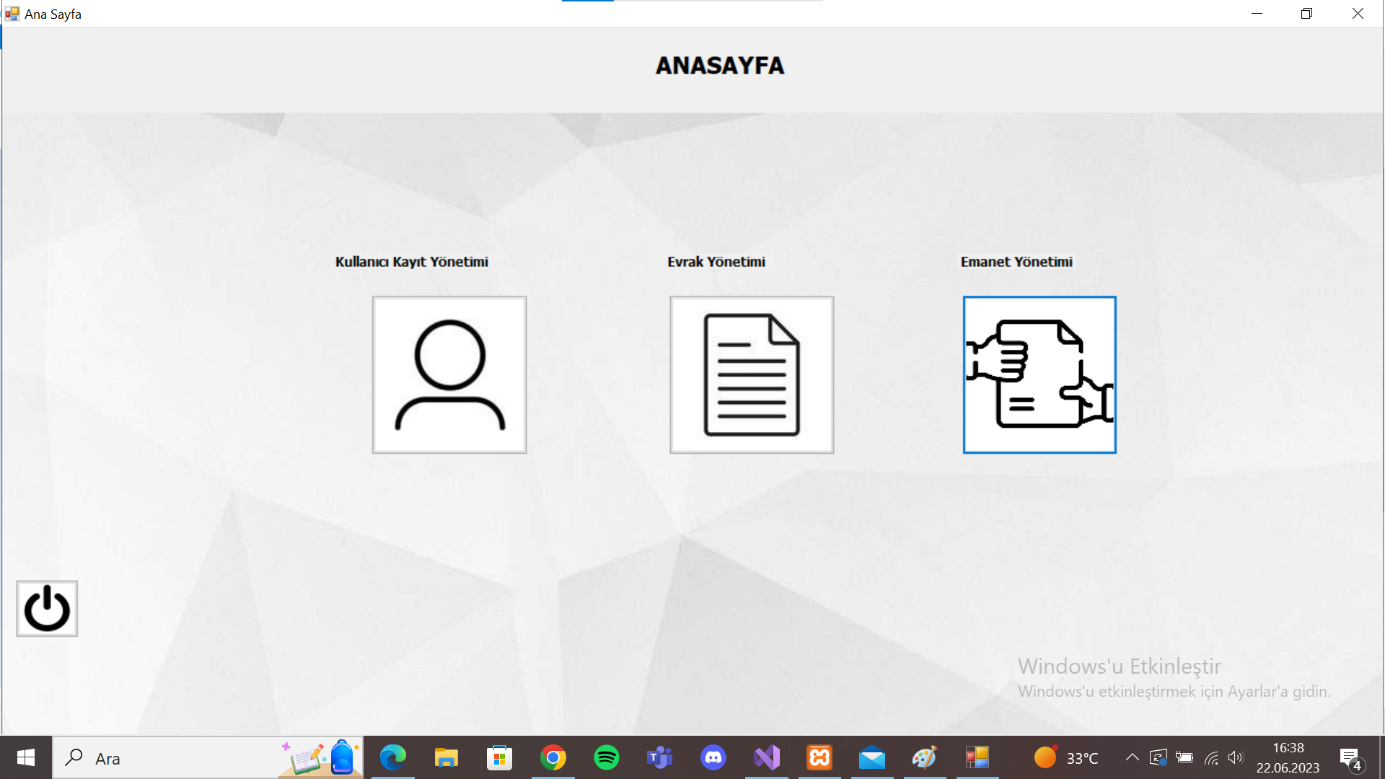 Ana Sayfa
ANASAYFA
Kullanıcı Kayıt Yönetimi
Evrak Yönetimi
Emanet Yönetimi
Windows'u Etkinleştir
Windows'u etkinleştirmek için Ayarlar'a gidin.
Ara
33°C
16:38
22.06.2023
4